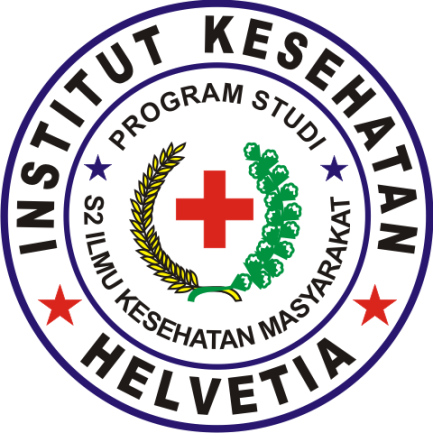 INSTITUT KESEHATAN
HELVETIA
PROGRAM STUDI
S2 ILMU KESEHATAN MASYARAKAT